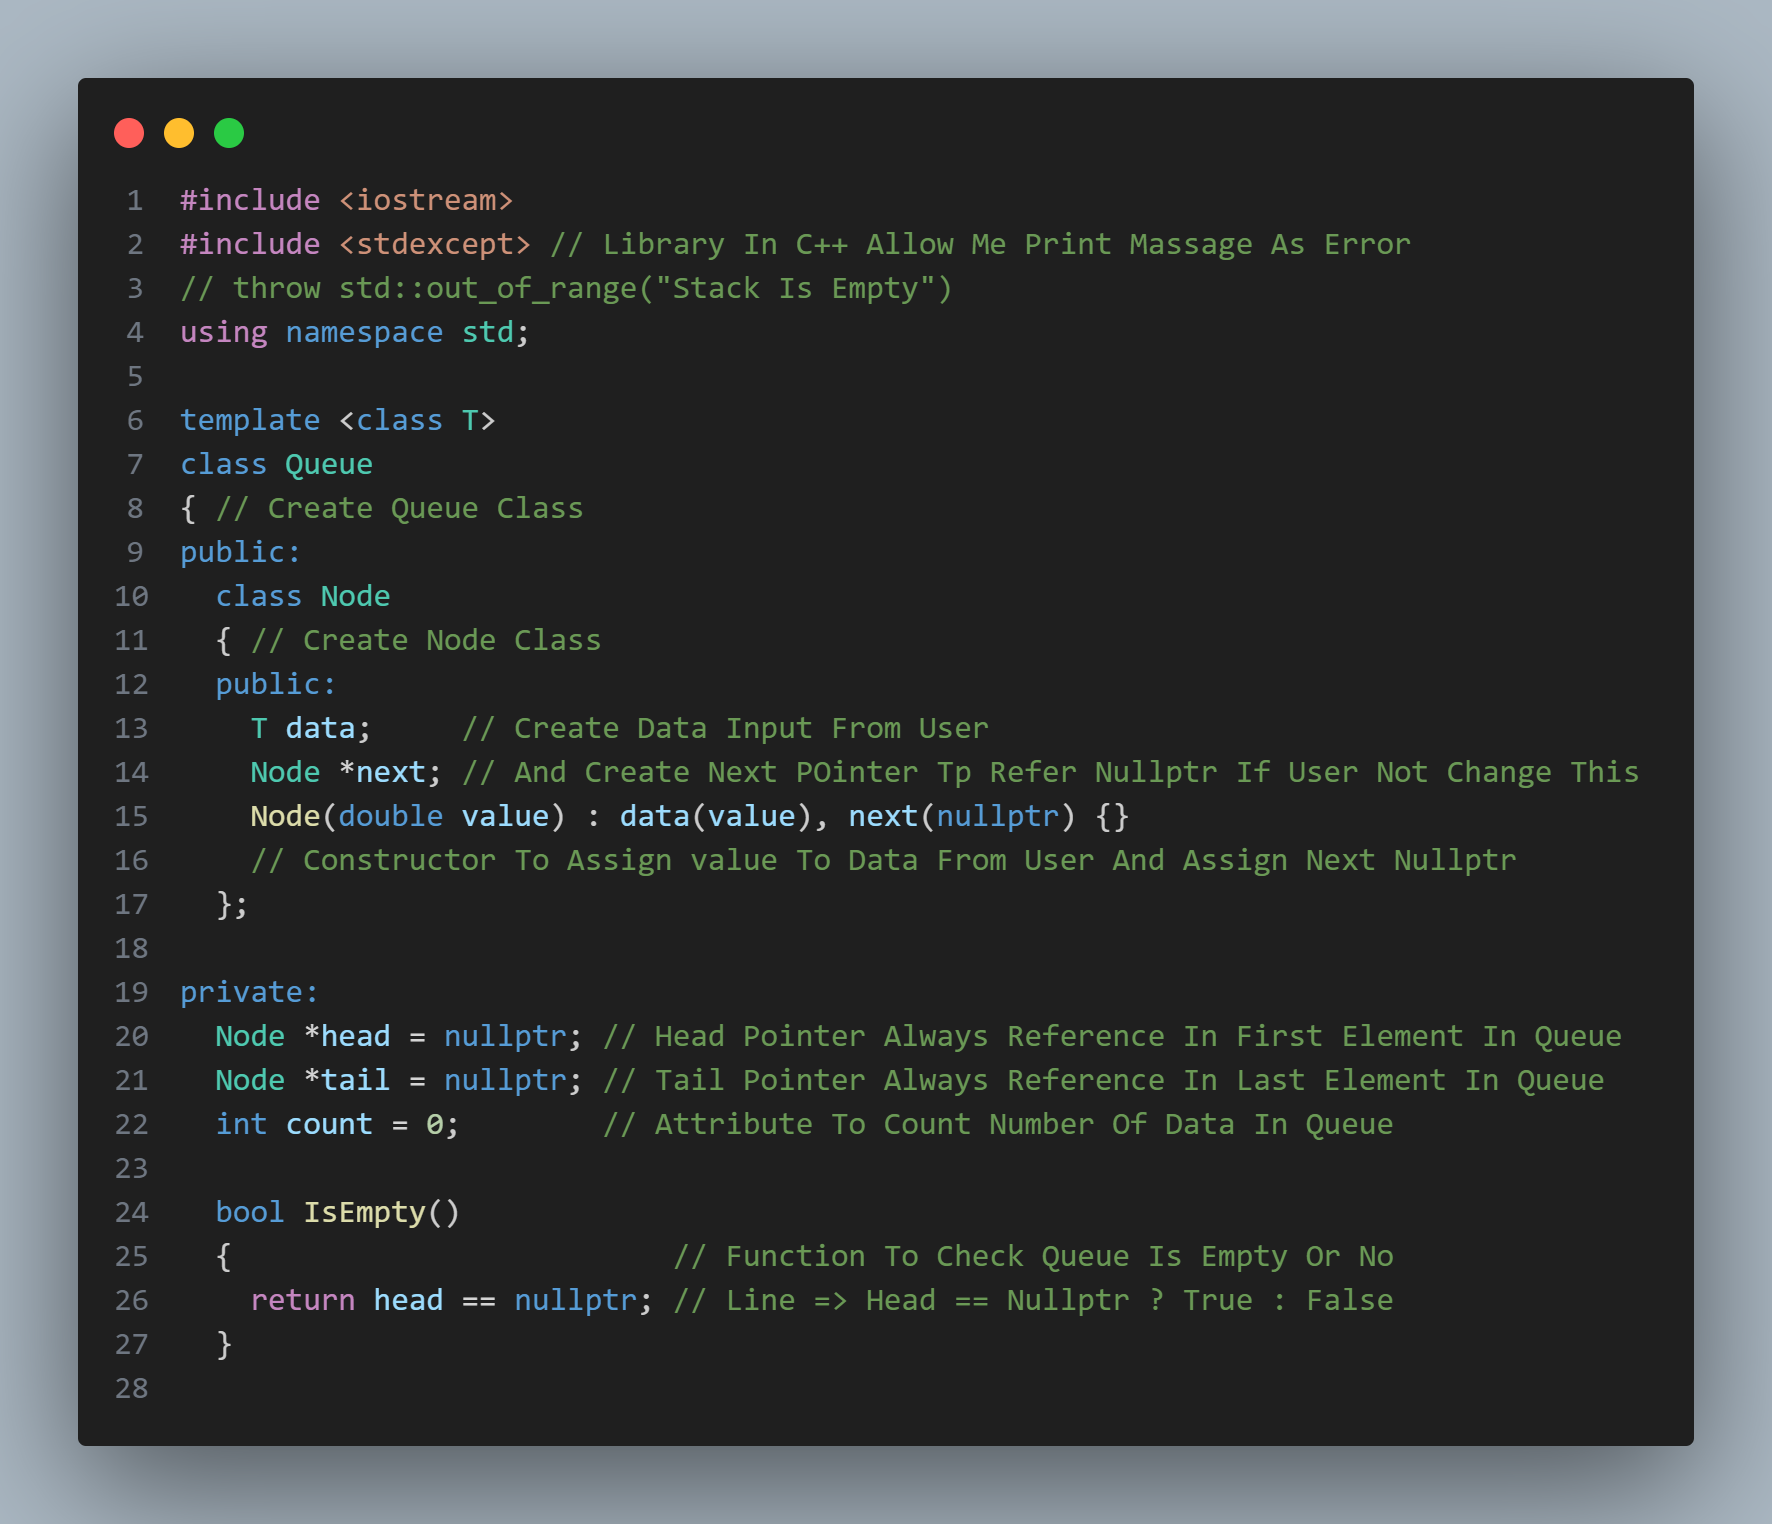 1 #include <iostream>
2 #include <stdexcept> // Library In C++ Allow Me Print Massage As Error
3 // throw std::out_of_range("Stack Is Empty")
4 using namespace std;
5
6 template <class T>
7 class Queue
8 { // Create Queue Class
9 public:
10   class Node
11   { // Create Node Class
12   public:
13     T data;     // Create Data Input From User
14     Node *next; // And Create Next POinter Tp Refer Nullptr If User Not Change This
15     Node(double value) : data(value), next(nullptr) {}
16     // Constructor To Assign value To Data From User And Assign Next Nullptr
17   };
18
19 private:
20   Node *head = nullptr; // Head Pointer Always Reference In First Element In Queue
21   Node *tail = nullptr; // Tail Pointer Always Reference In Last Element In Queue
22   int count = 0;        // Attribute To Count Number Of Data In Queue
23
24   bool IsEmpty()
25   {                         // Function To Check Queue Is Empty Or No
26     return head == nullptr; // Line => Head == Nullptr ? True : False
27   }
28